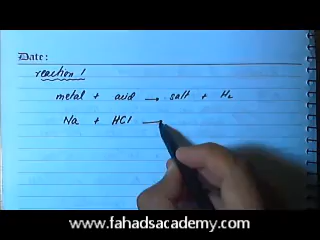 Date:
reaction 1
metal + acid → salt + H₂
Na + HCl →
www.fahadsacademy.com